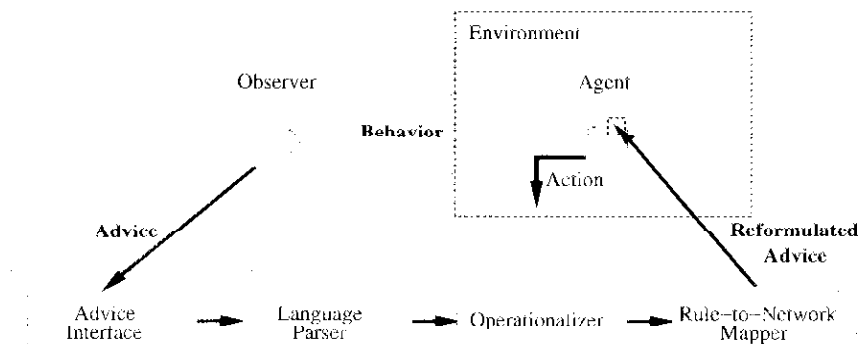 Environment
Observer
Agent
Behavior
Action
Advice
Reformulated
Advice
Advice
Interface
Language
Parser
Operationalizer
Rule-to-Network
Mapper